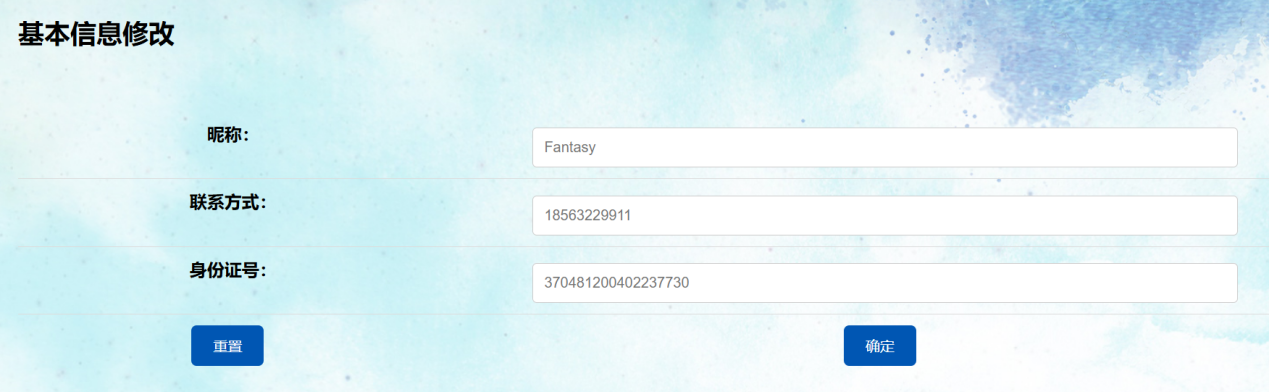 基本信息修改
昵称：
Fantasy
联系方式：
18563229911
身份证号：
370481200402237730
重置
确定